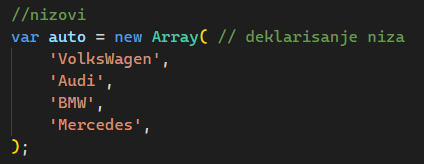 //nizovi
var auto = new Array( // deklarisanje niza
    'VolksWagen',
    'Audi',
    'BMW',
    'Mercedes',
);